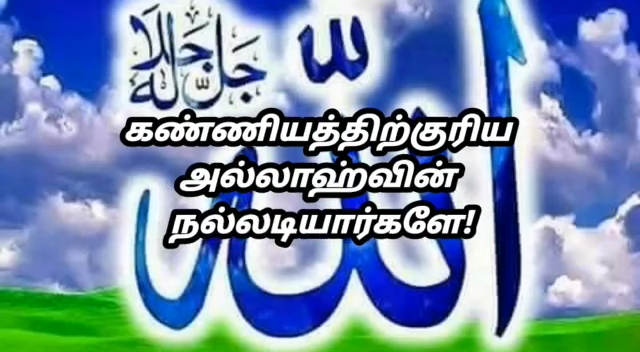 جل جلاله
الله
கண்ணியத்திற்குரிய
அல்லாஹ்வின்
நல்லடியார்களே!